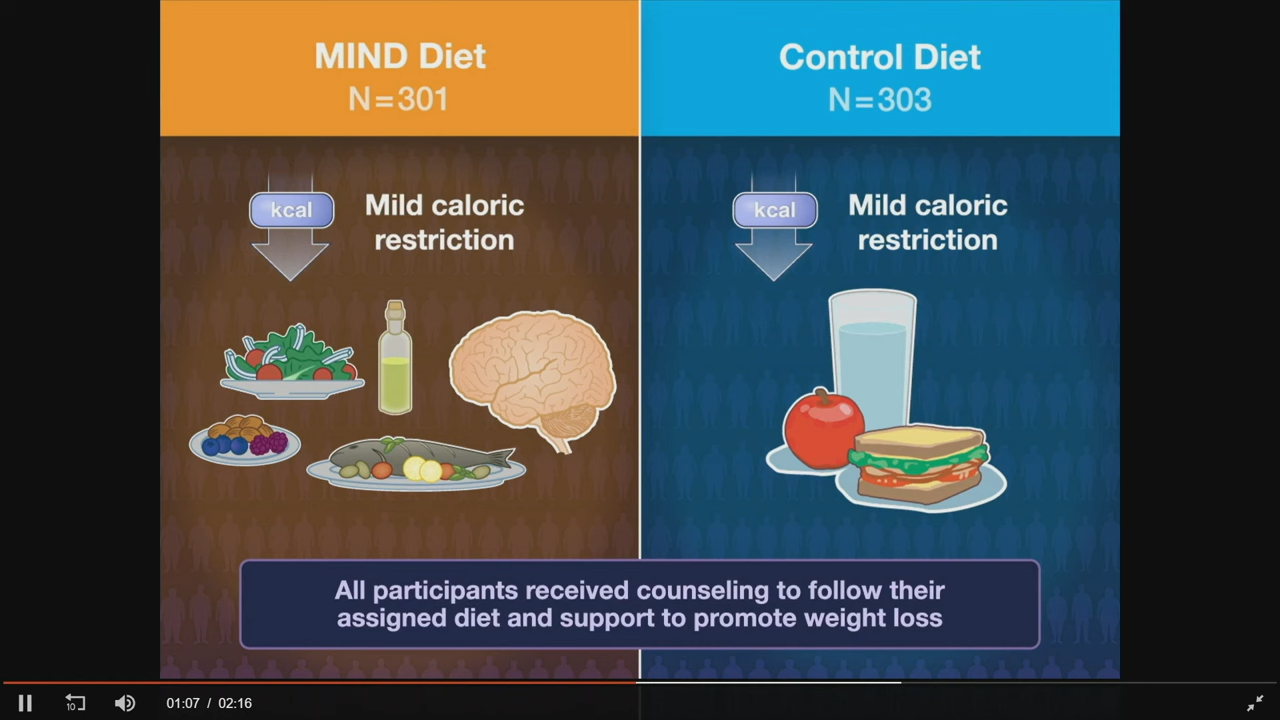 MIND Diet
N=301
Control Diet
N=303
kcal
Mild caloric
restriction
kcal
Mild caloric
restriction
All participants received counseling to follow their
assigned diet and support to promote weight loss
10
01:07 / 02:16